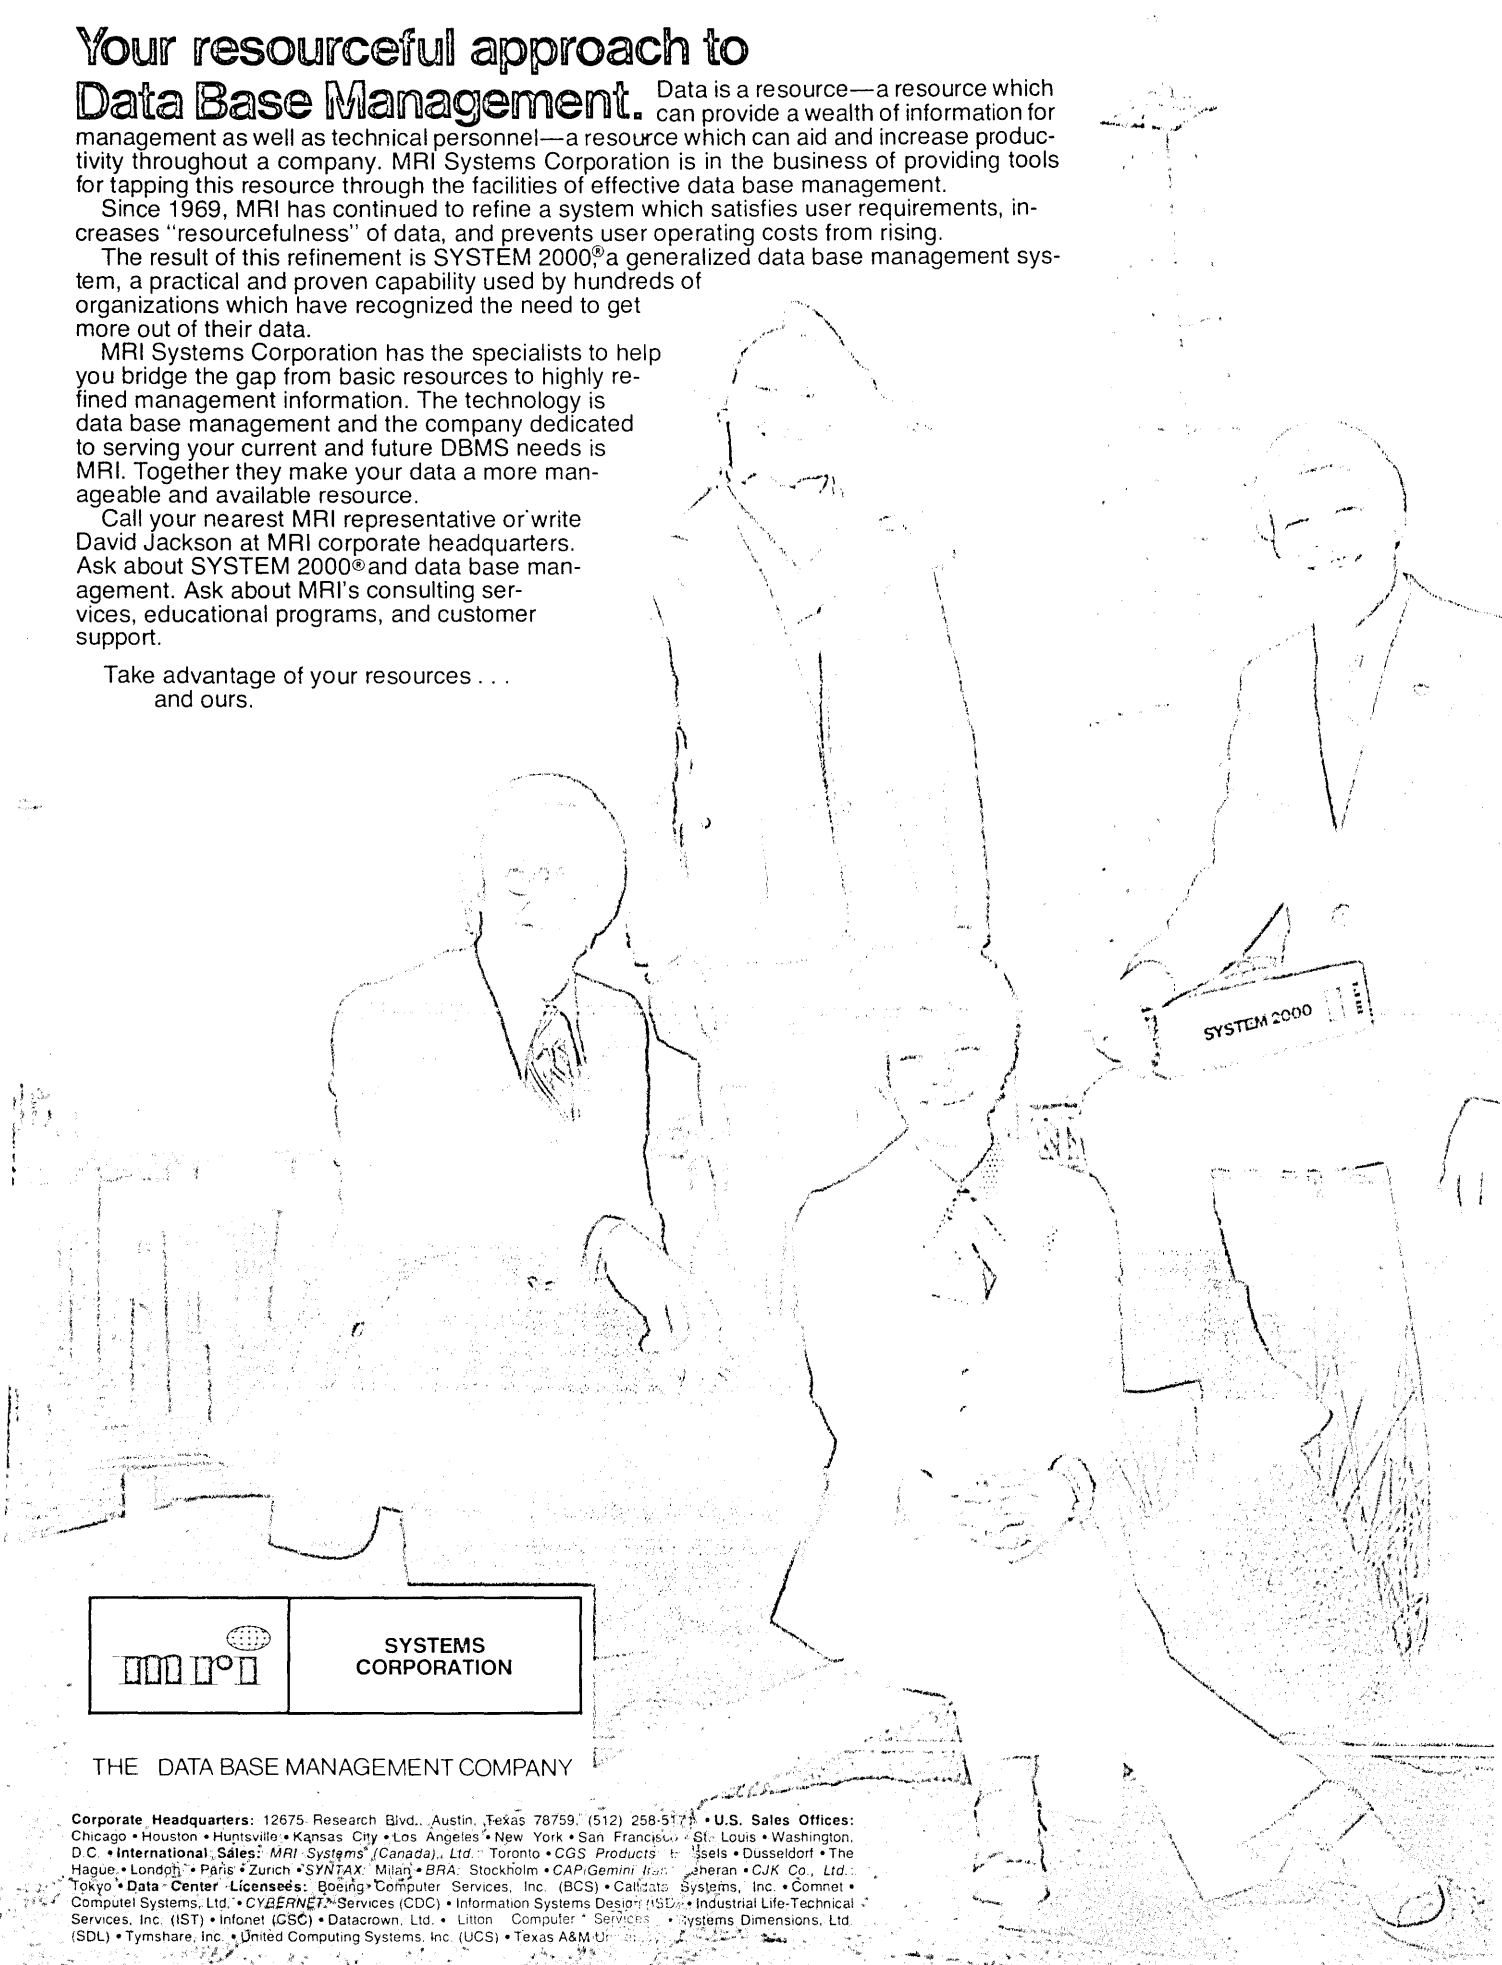 Your resourceful approach to
Data Base Management. Data is a resource—a resource which
can provide a wealth of information for
management as well as technical personnel—a resource which can aid and increase produc-
tivity throughout a company. MRI Systems Corporation is in the business of providing tools
for tapping this resource through the facilities of effective data base management.
Since 1969, MRI has continued to refine a system which satisfies user requirements, in-
creases "resourcefulness" of data, and prevents user operating costs from rising.
The result of this refinement is SYSTEM 2000,® a generalized data base management sys-
tem, a practical and proven capability used by hundreds of
organizations which have recognized the need to get
more out of their data.
MRI Systems Corporation has the specialists to help
you bridge the gap from basic resources to highly re-
fined management information. The technology is
data base management and the company dedicated
to serving your current and future DBMS needs is
MRI. Together they make your data a more man-
ageable and available resource.
Call your nearest MRI representative or write
David Jackson at MRI corporate headquarters.
Ask about SYSTEM 2000® and data base man-
agement. Ask about MRI's consulting ser-
vices, educational programs, and customer
support.
Take advantage of your resources . . .
and ours.
SYSTEM 2000
mri
SYSTEMS
CORPORATION
THE DATA BASE MANAGEMENT COMPANY
Corporate Headquarters: 12675 Research Blvd., Austin, Texas 78759, (512) 258-5171 • U.S. Sales Offices:
Chicago • Houston • Huntsville • Kansas City • Los Angeles • New York • San Francisco • St. Louis • Washington,
D.C. • International Sales: MRI Systems (Canada), Ltd. Toronto • CGS Products • Dusseldorf • The
Hague • London • Paris • Zurich • SYNTAX Milan • BRA Stockholm • CAP/Gemini • CJK Co., Ltd.
Tokyo • Data Center Licensees: Boeing Computer Services, Inc. (BCS) • Systems, Inc. • Comnet •
Computel Systems, Ltd. • CYBERNET Services (CDC) • Information Systems Design • Industrial Life-Technical
Services, Inc. (IST) • Infonet (CSC) • Datacrown, Ltd. • Litton Computer Services • Systems Dimensions, Ltd.
(SDL) • Tymshare, Inc. • United Computing Systems, Inc. (UCS) • Texas A&M